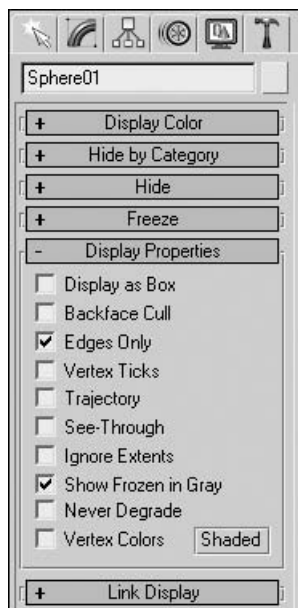 Sphere01
+ Display Color
+ Hide by Category
+ Hide
+ Freeze
- Display Properties
Display as Box
Backface Cull
Edges Only
Vertex Ticks
Trajectory
See-Through
Ignore Extents
Show Frozen in Gray
Never Degrade
Vertex Colors Shaded
+ Link Display